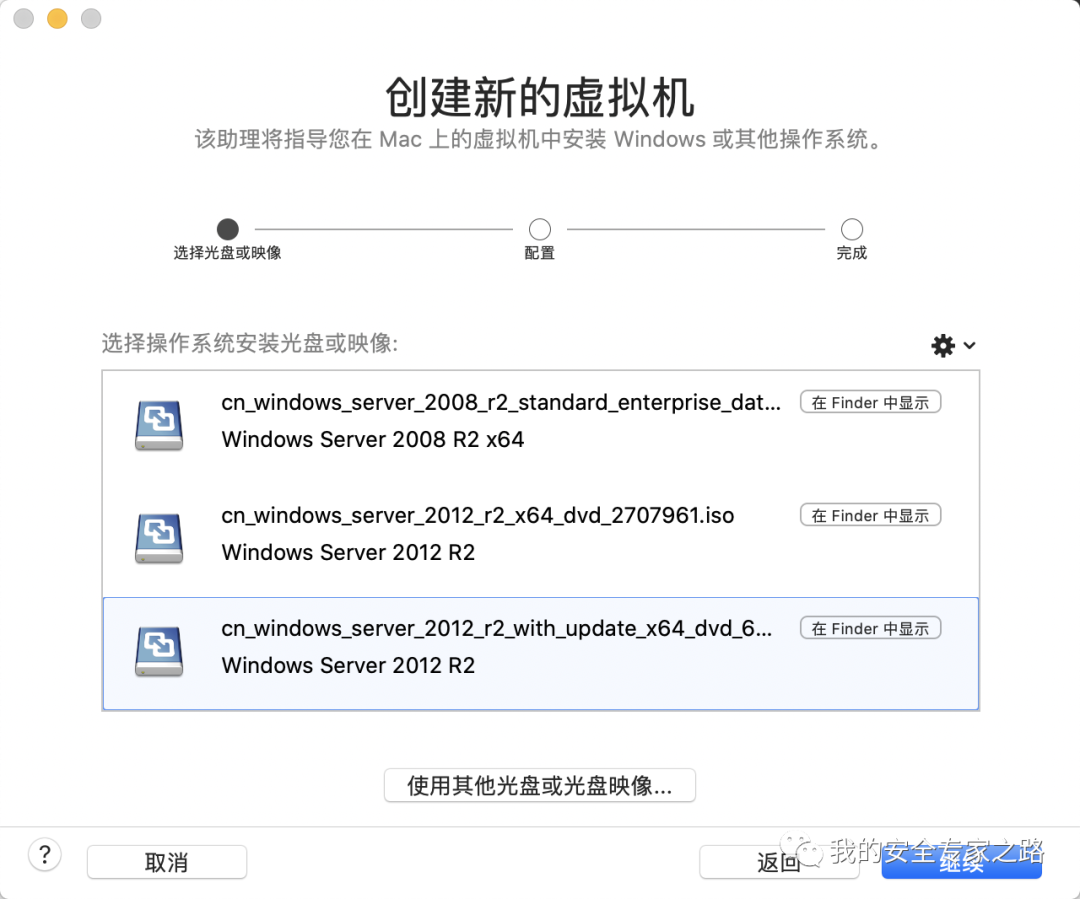 创建新的虚拟机
该助理将指导您在 Mac 上的虚拟机中安装 Windows 或其他操作系统。
选择光盘或映像
配置
完成
选择操作系统安装光盘或映像:
cn_windows_server_2008_r2_standard_enterprise_dat...
在 Finder 中显示
Windows Server 2008 R2 x64
cn_windows_server_2012_r2_x64_dvd_2707961.iso
在 Finder 中显示
Windows Server 2012 R2
cn_windows_server_2012_r2_with_update_x64_dvd_6...
在 Finder 中显示
Windows Server 2012 R2
使用其他光盘或光盘映像...
?
取消
返回
继续
我的安全专家之路